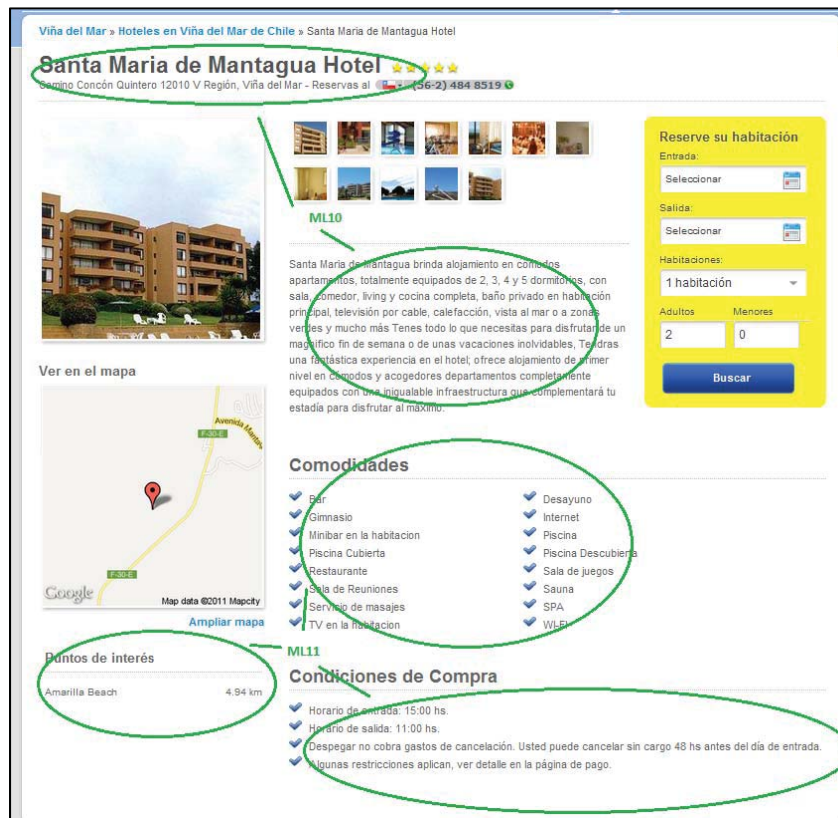 Viña del Mar » Hoteles en Viña del Mar de Chile » Santa Maria de Mantagua Hotel
Santa Maria de Mantagua Hotel
Camino Concón Quintero 12010 V Región, Viña del Mar - Reservas al (56-2) 484 8519
ML10
Santa Maria de Mantagua brinda alojamiento en cómodos
apartamentos, totalmente equipados de 2, 3, 4 y 5 dormitorios, con
sala, comedor, living y cocina completa, baño privado en habitación
principal, televisión por cable, calefacción, vista al mar o a zonas
verdes y mucho más Tenes todo lo que necesitas para disfrutar de un
magnifico fin de semana o de unas vacaciones inolvidables, Tendras
una fantástica experiencia en el hotel; ofrece alojamiento de primer
nivel en cómodos y acogedores departamentos completamente
equipados con una inigualable infraestructura que complementará tu
estadía para disfrutar al máximo.
Reserve su habitación
Entrada:
Seleccionar
Salida:
Seleccionar
Habitaciones:
1 habitación
Adultos Menores
2 0
Buscar
Ver en el mapa
Avenida Manta
F-30-E
F-30-E
Google
Map data ©2011 Mapcity
Ampliar mapa
Comodidades
Bar Desayuno
Gimnasio Internet
Minibar en la habitacion Piscina
Piscina Cubierta Piscina Descubierta
Restaurante Sala de juegos
Sala de Reuniones Sauna
Servicio de masajes SPA
TV en la habitacion WI-FI
ML11
Puntos de interés
Amarilla Beach 4.94 km
Condiciones de Compra
Horario de entrada: 15:00 hs.
Horario de salida: 11:00 hs.
Despegar no cobra gastos de cancelación. Usted puede cancelar sin cargo 48 hs antes del día de entrada.
Algunas restricciones aplican, ver detalle en la página de pago.